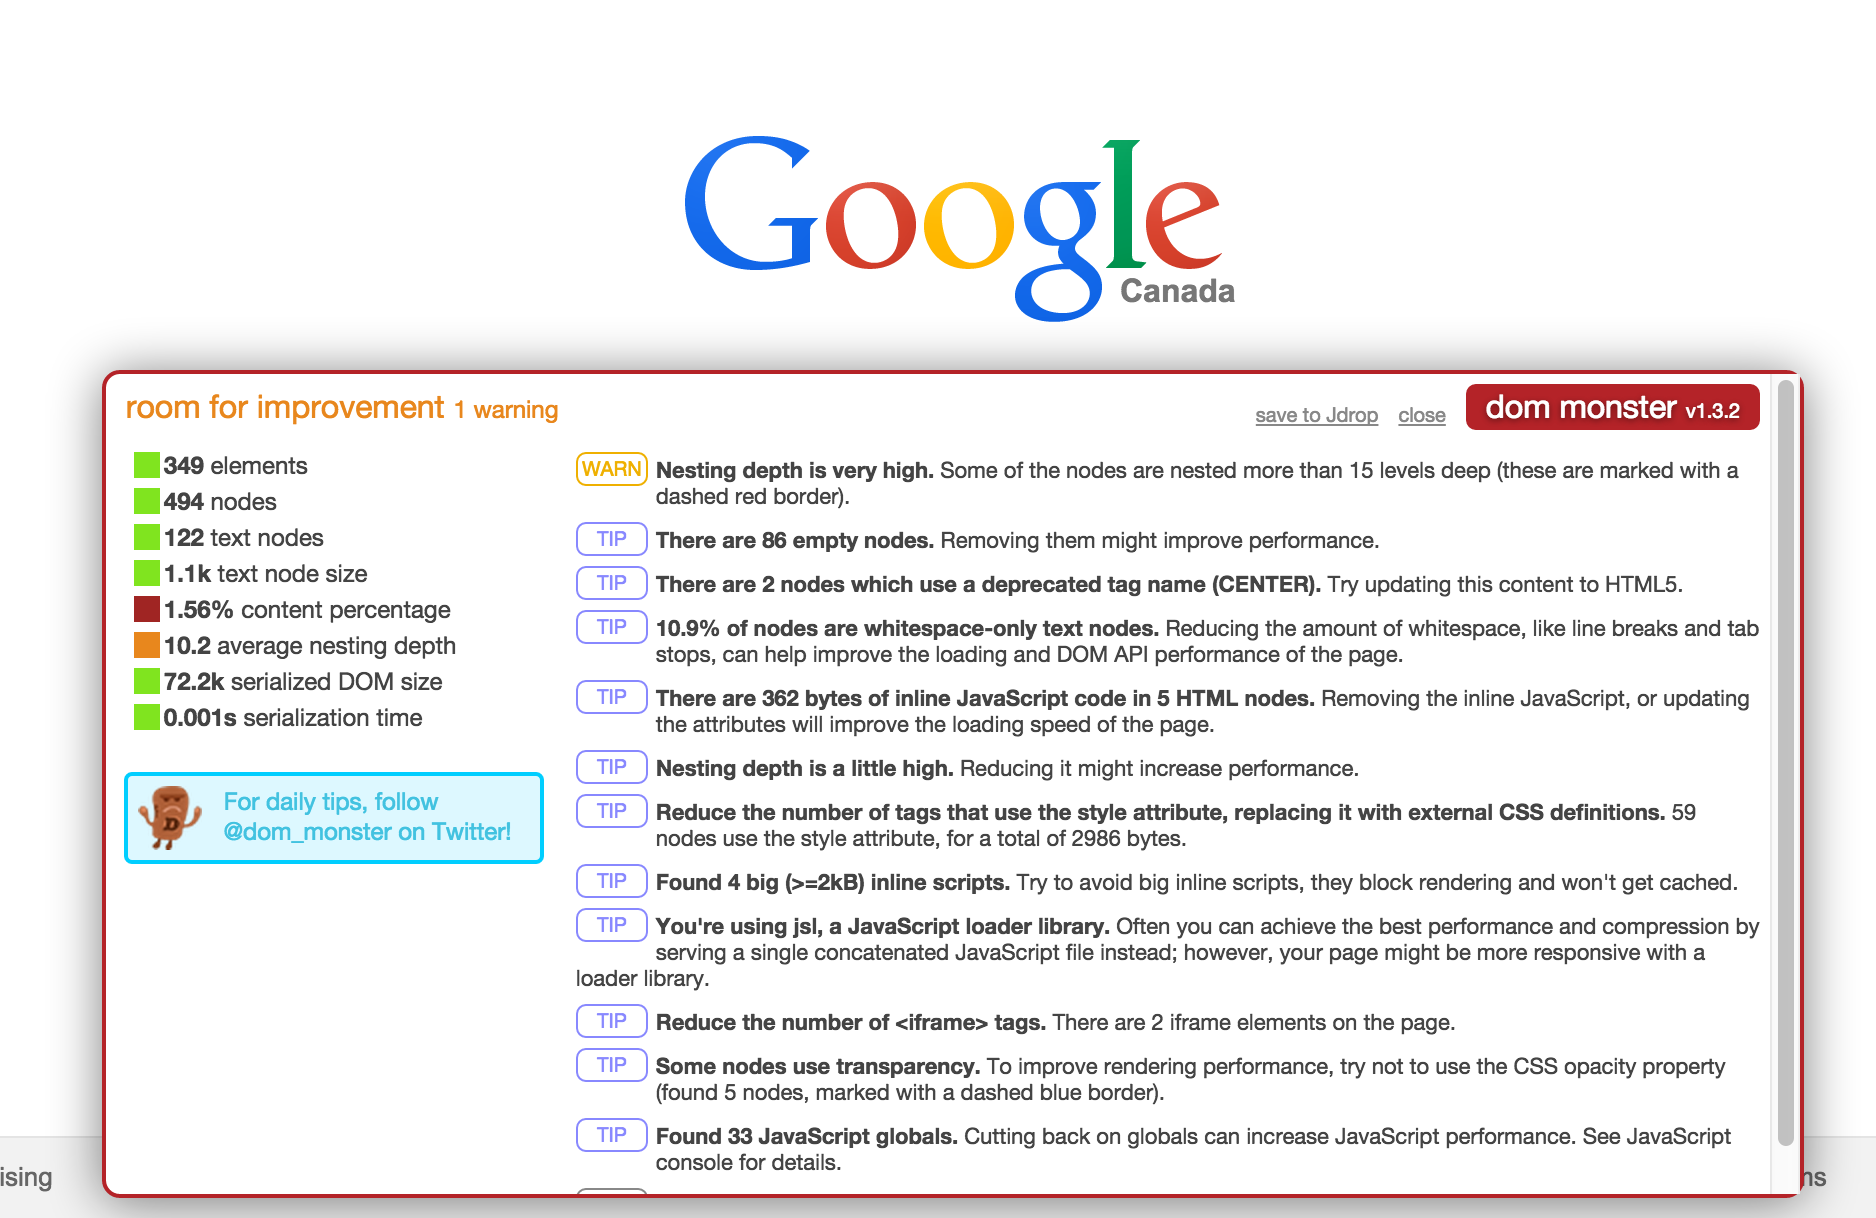 Google
Canada
room for improvement 1 warning
save to Jdrop close dom monster v1.3.2
349 elements
494 nodes
122 text nodes
1.1k text node size
1.56% content percentage
10.2 average nesting depth
72.2k serialized DOM size
0.001s serialization time
For daily tips, follow
@dom_monster on Twitter!
WARN Nesting depth is very high. Some of the nodes are nested more than 15 levels deep (these are marked with a
dashed red border).
TIP There are 86 empty nodes. Removing them might improve performance.
TIP There are 2 nodes which use a deprecated tag name (CENTER). Try updating this content to HTML5.
TIP 10.9% of nodes are whitespace-only text nodes. Reducing the amount of whitespace, like line breaks and tab
stops, can help improve the loading and DOM API performance of the page.
TIP There are 362 bytes of inline JavaScript code in 5 HTML nodes. Removing the inline JavaScript, or updating
the attributes will improve the loading speed of the page.
TIP Nesting depth is a little high. Reducing it might increase performance.
TIP Reduce the number of tags that use the style attribute, replacing it with external CSS definitions. 59
nodes use the style attribute, for a total of 2986 bytes.
TIP Found 4 big (>=2kB) inline scripts. Try to avoid big inline scripts, they block rendering and won't get cached.
TIP You're using jsl, a JavaScript loader library. Often you can achieve the best performance and compression by
serving a single concatenated JavaScript file instead; however, your page might be more responsive with a
loader library.
TIP Reduce the number of <iframe> tags. There are 2 iframe elements on the page.
TIP Some nodes use transparency. To improve rendering performance, try not to use the CSS opacity property
(found 5 nodes, marked with a dashed blue border).
TIP Found 33 JavaScript globals. Cutting back on globals can increase JavaScript performance. See JavaScript
console for details.
ising
ms